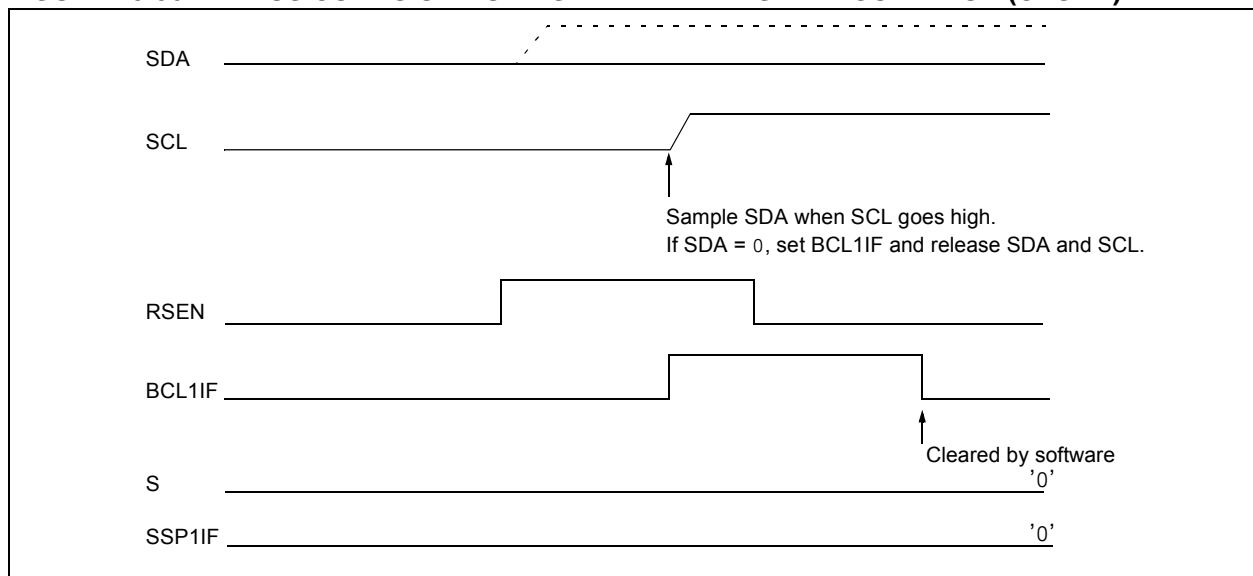 SDA
SCL
Sample SDA when SCL goes high.
If SDA = 0, set BCL1IF and release SDA and SCL.
RSEN
BCL1IF
Cleared by software
S
'0'
SSP1IF
'0'